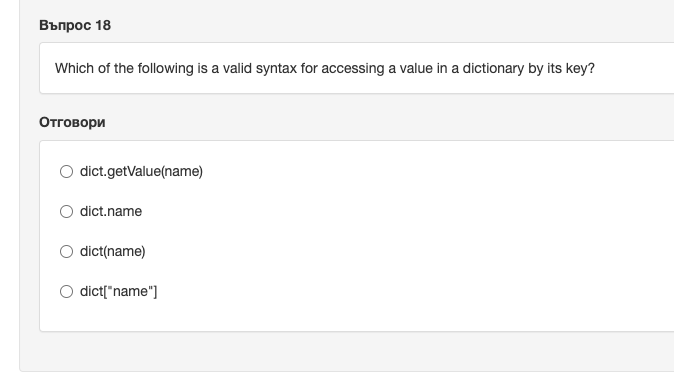 Въпрос 18
Which of the following is a valid syntax for accessing a value in a dictionary by its key?
Отговори
dict.getValue(name)
dict.name
dict(name)
dict["name"]